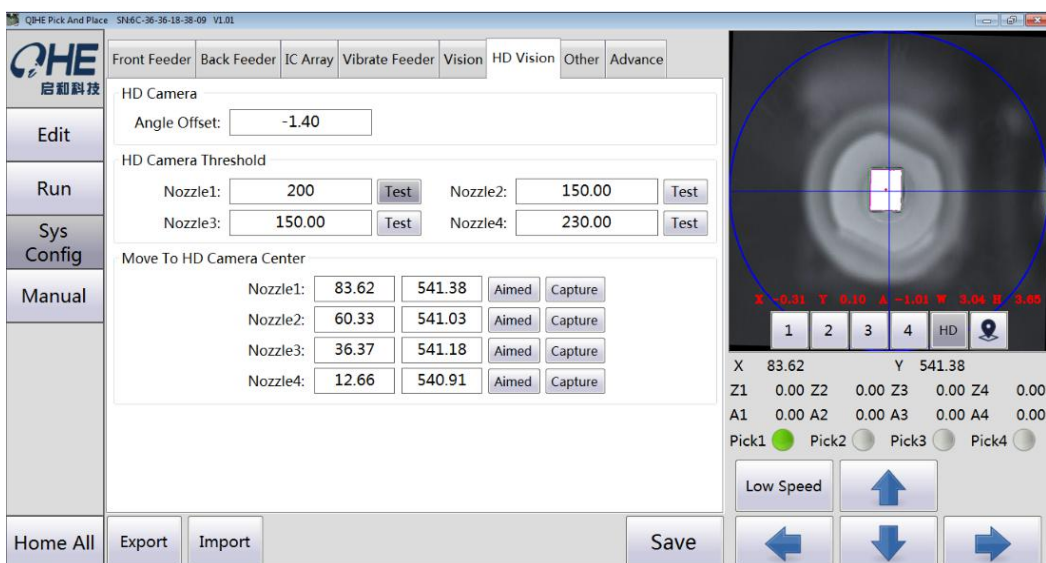 QIHE Pick And Place SN:6C-36-36-18-38-09 V1.01
QiHE
启和科技
Edit
Run
Sys
Config
Manual
Home All
Front Feeder Back Feeder IC Array Vibrate Feeder Vision HD Vision Other Advance
HD Camera
Angle Offset: -1.40
HD Camera Threshold
Nozzle1: 200 Test Nozzle2: 150.00 Test
Nozzle3: 150.00 Test Nozzle4: 230.00 Test
Move To HD Camera Center
Nozzle1: 83.62 541.38 Aimed Capture
Nozzle2: 60.33 541.03 Aimed Capture
Nozzle3: 36.37 541.18 Aimed Capture
Nozzle4: 12.66 540.91 Aimed Capture
Export Import Save
X -0.31 Y 0.10 A -1.01 W 3.04 H 3.65
1 2 3 4 HD
X 83.62 Y 541.38
Z1 0.00 Z2 0.00 Z3 0.00 Z4 0.00
A1 0.00 A2 0.00 A3 0.00 A4 0.00
Pick1 Pick2 Pick3 Pick4
Low Speed